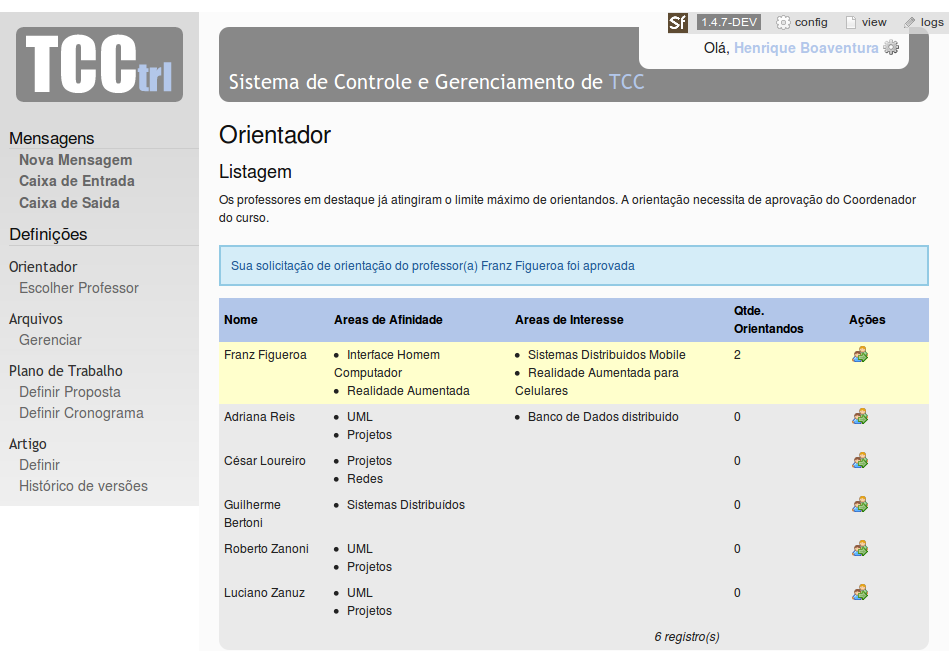 Sf 1.4.7-DEV config view logs
Olá, Henrique Boaventura
TCCtrl
Sistema de Controle e Gerenciamento de TCC
Mensagens
Nova Mensagem
Caixa de Entrada
Caixa de Saida
Definições
Orientador
Escolher Professor
Arquivos
Gerenciar
Plano de Trabalho
Definir Proposta
Definir Cronograma
Artigo
Definir
Histórico de versões
Orientador
Listagem
Os professores em destaque já atingiram o limite máximo de orientandos. A orientação necessita de aprovação do Coordenador
do curso.
Sua solicitação de orientação do professor(a) Franz Figueroa foi aprovada
Nome Areas de Afinidade Areas de Interesse Qtde. Orientandos Ações
Franz Figueroa • Interface Homem • Sistemas Distribuidos Mobile 2
Computador • Realidade Aumentada para
• Realidade Aumentada Celulares
Adriana Reis • UML • Banco de Dados distribuido 0
• Projetos
César Loureiro • Projetos 0
• Redes
Guilherme • Sistemas Distribuídos 0
Bertoni
Roberto Zanoni • UML 0
• Projetos
Luciano Zanuz • UML 0
• Projetos
6 registro(s)